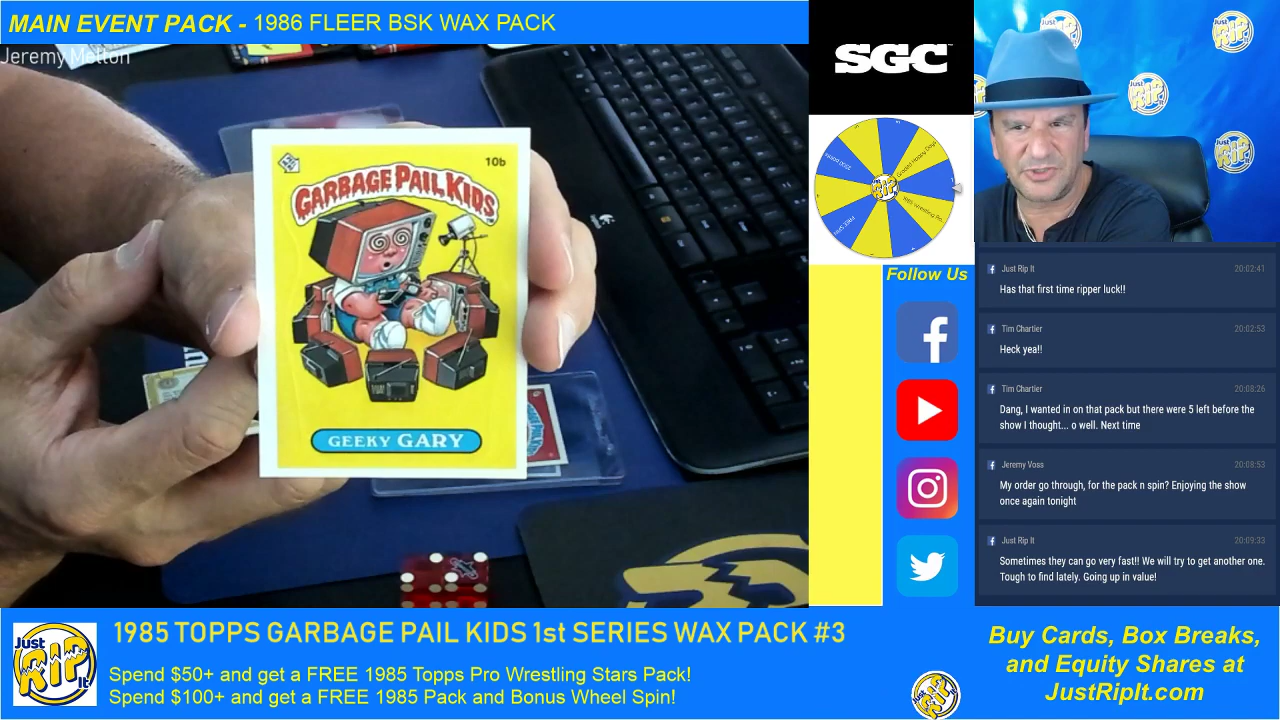 MAIN EVENT PACK - 1986 FLEER BSK WAX PACK
Jeremy Melton
SGC
10b
GARBAGE PAIL KIDS
GEEKY GARY
Just
RIP
It
Follow Us
Just Rip It 20:02:41
Has that first time ripper luck!!
Tim Chartier 20:02:53
Heck yea!!
Tim Chartier 20:08:26
Dang, I wanted in on that pack but there were 5 left before the
show I thought... o well. Next time
Jeremy Voss 20:08:53
My order go through, for the pack n spin? Enjoying the show
once again tonight
Just Rip It 20:09:33
Sometimes they can go very fast!! We will try to get another one.
Tough to find lately. Going up in value!
Just
RIP
It
1985 TOPPS GARBAGE PAIL KIDS 1st SERIES WAX PACK #3
Spend $50+ and get a FREE 1985 Topps Pro Wrestling Stars Pack!
Spend $100+ and get a FREE 1985 Pack and Bonus Wheel Spin!
Buy Cards, Box Breaks,
and Equity Shares at
JustRipIt.com